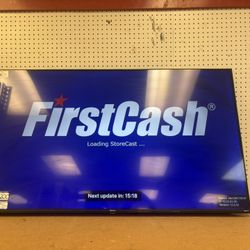 FirstCash®
Loading StoreCast ...
Next update in: 15:18